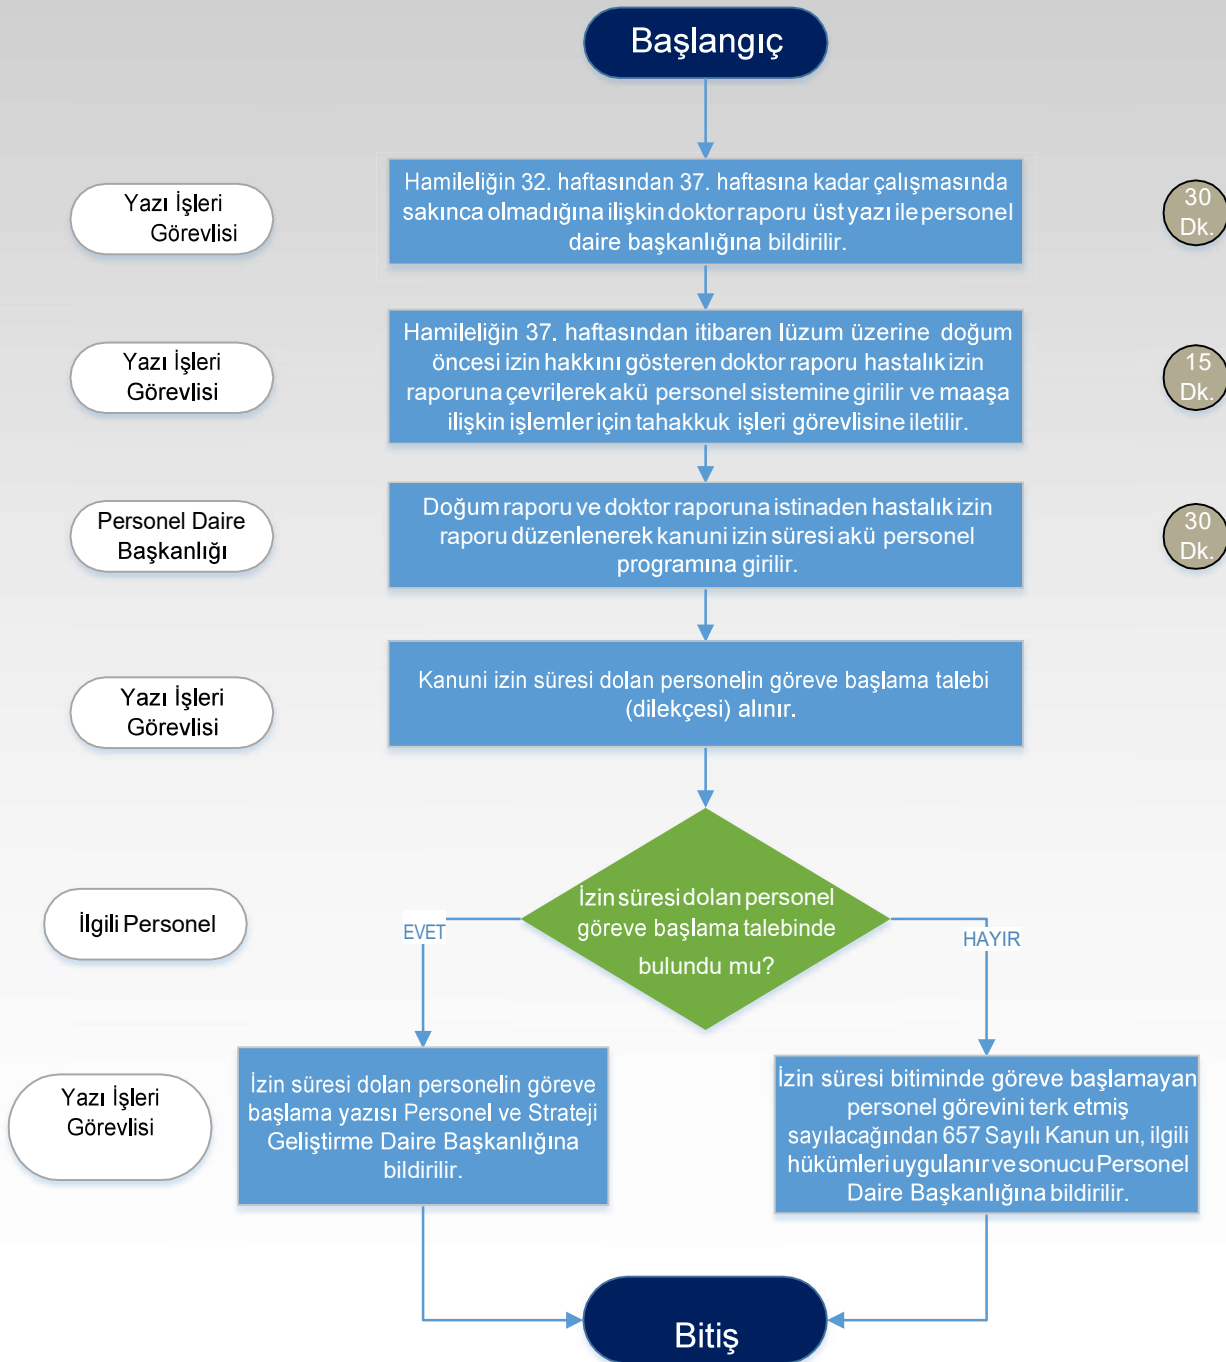 Başlangıç
Yazı İşleri
Görevlisi
Hamileliğin 32. haftasından 37. haftasına kadar çalışmasında
sakınca olmadığına ilişkin doktor raporu üst yazı ile personel
daire başkanlığına bildirilir.
30
Dk.
Yazı İşleri
Görevlisi
Hamileliğin 37. haftasından itibaren lüzum üzerine doğum
öncesi izin hakkını gösteren doktor raporu hastalık izin
raporuna çevrilerek akü personel sistemine girilir ve maaşa
ilişkin işlemler için tahakkuk işleri görevlisine iletilir.
15
Dk.
Personel Daire
Başkanlığı
Doğum raporu ve doktor raporuna istinaden hastalık izin
raporu düzenlenerek kanuni izin süresi akü personel
programına girilir.
30
Dk.
Yazı İşleri
Görevlisi
Kanuni izin süresi dolan personelin göreve başlama talebi
(dilekçesi) alınır.
İlgili Personel
İzin süresi dolan personel
göreve başlama talebinde
bulundu mu?
EVET
HAYIR
Yazı İşleri
Görevlisi
İzin süresi dolan personelin göreve
başlama yazısı Personel ve Strateji
Geliştirme Daire Başkanlığına
bildirilir.
İzin süresi bitiminde göreve başlamayan
personel görevini terk etmiş
sayılacağından 657 Sayılı Kanun un, ilgili
hükümleri uygulanır ve sonucu Personel
Daire Başkanlığına bildirilir.
Bitiş